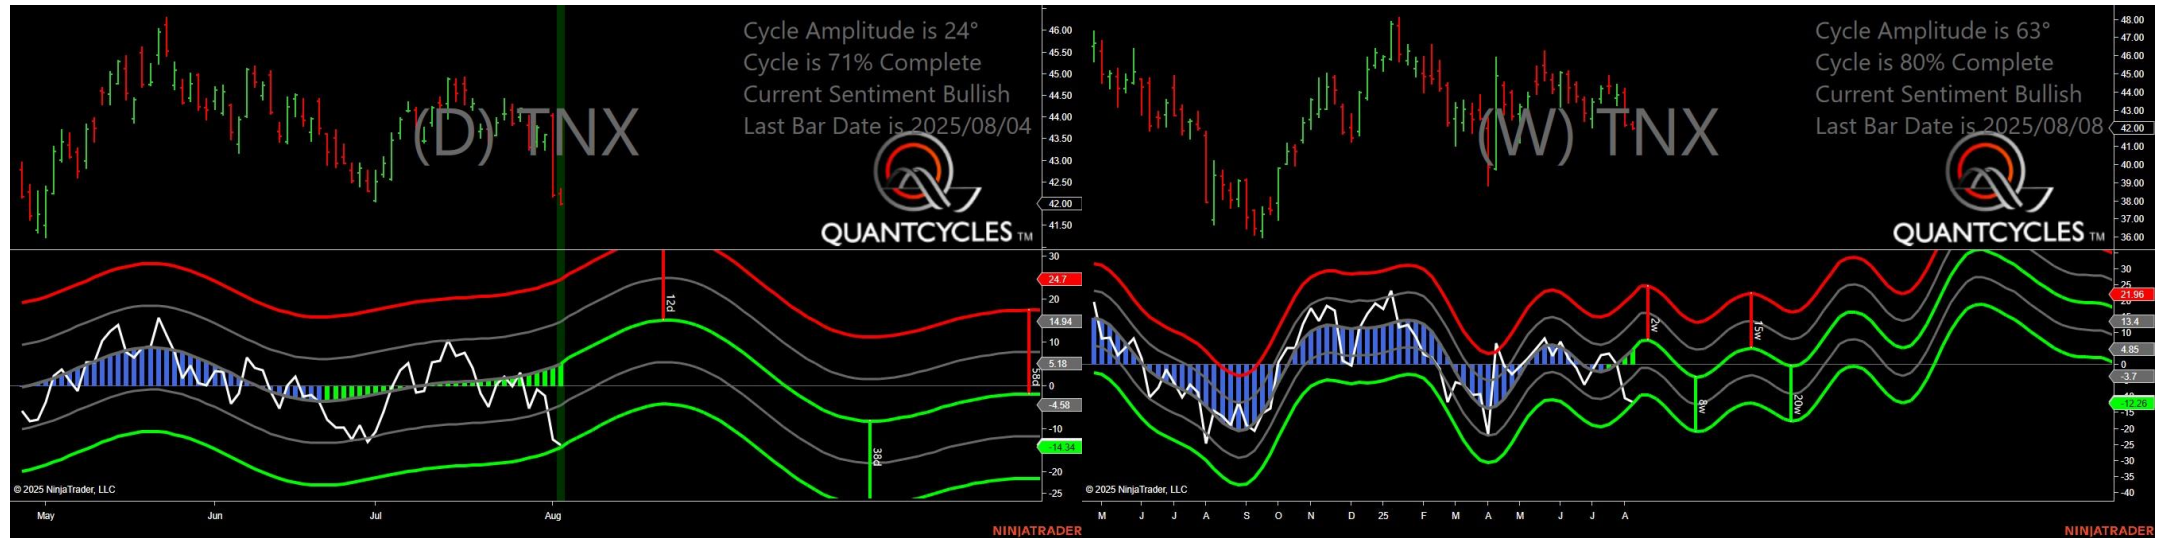 Cycle Amplitude is 24°
Cycle is 71% Complete
Current Sentiment Bullish
Last Bar Date is 2025/08/04
(D) TNX
QUANTCYCLES TM
46.00
45.50
45.00
44.50
44.00
43.50
43.00
42.50
42.00
41.50
30
24.7
20
14.94
10
5.18
0
-4.58
-10
-14.34
-20
-25
12d
38d
58d
© 2025 NinjaTrader, LLC
May Jun Jul Aug
NINJATRADER
Cycle Amplitude is 63°
Cycle is 80% Complete
Current Sentiment Bullish
Last Bar Date is 2025/08/08
(W) TNX
QUANTCYCLES TM
48.00
47.00
46.00
45.00
44.00
43.00
42.00
41.00
40.00
39.00
38.00
37.00
36.00
30
25
21.96
13.4
10
4.85
0
-3.7
-12.26
-15
-20
-25
-30
-35
-40
2w
15w
8w
20w
© 2025 NinjaTrader, LLC
M J J A S O N D 25 F M A M J J A
NINJATRADER